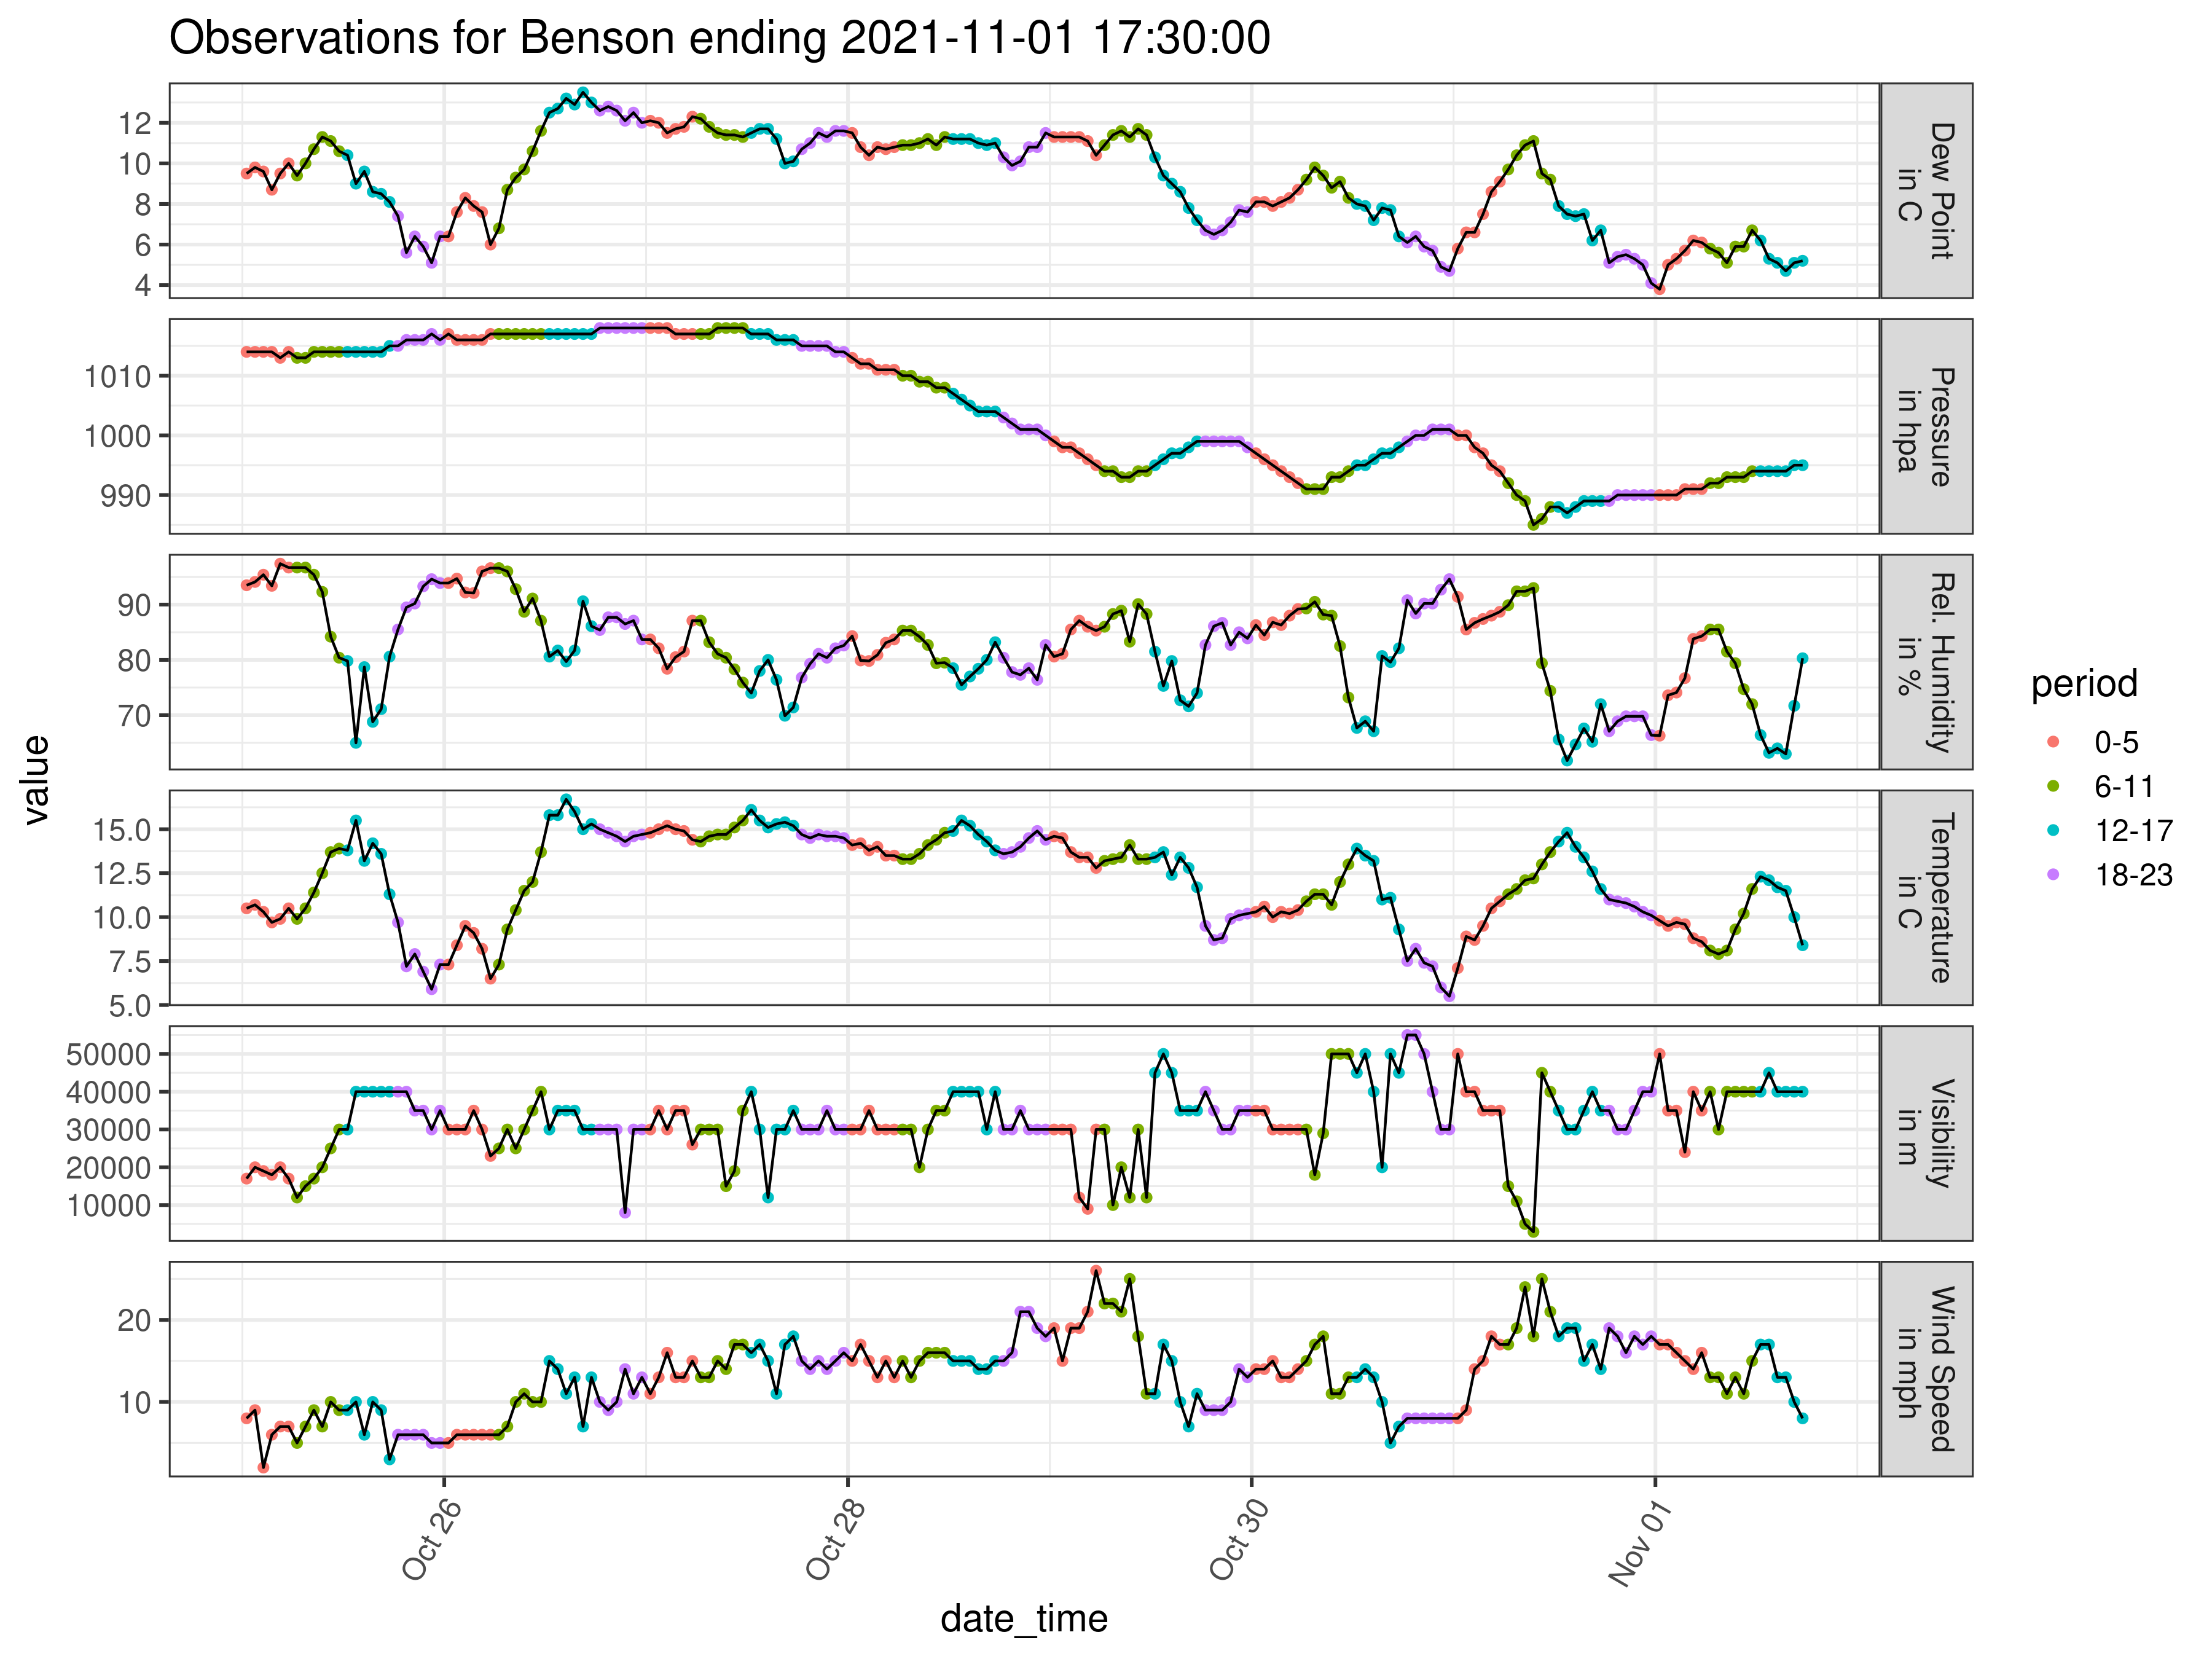 Observations for Benson ending 2021-11-01 17:30:00
value
12
10
8
6
4
Dew Point
in C
1010
1000
990
Pressure
in hpa
90
80
70
Rel. Humidity
in %
15.0
12.5
10.0
7.5
5.0
Temperature
in C
50000
40000
30000
20000
10000
Visibility
in m
20
10
Wind Speed
in mph
Oct 26
Oct 28
Oct 30
Nov 01
date_time
period
0-5
6-11
12-17
18-23